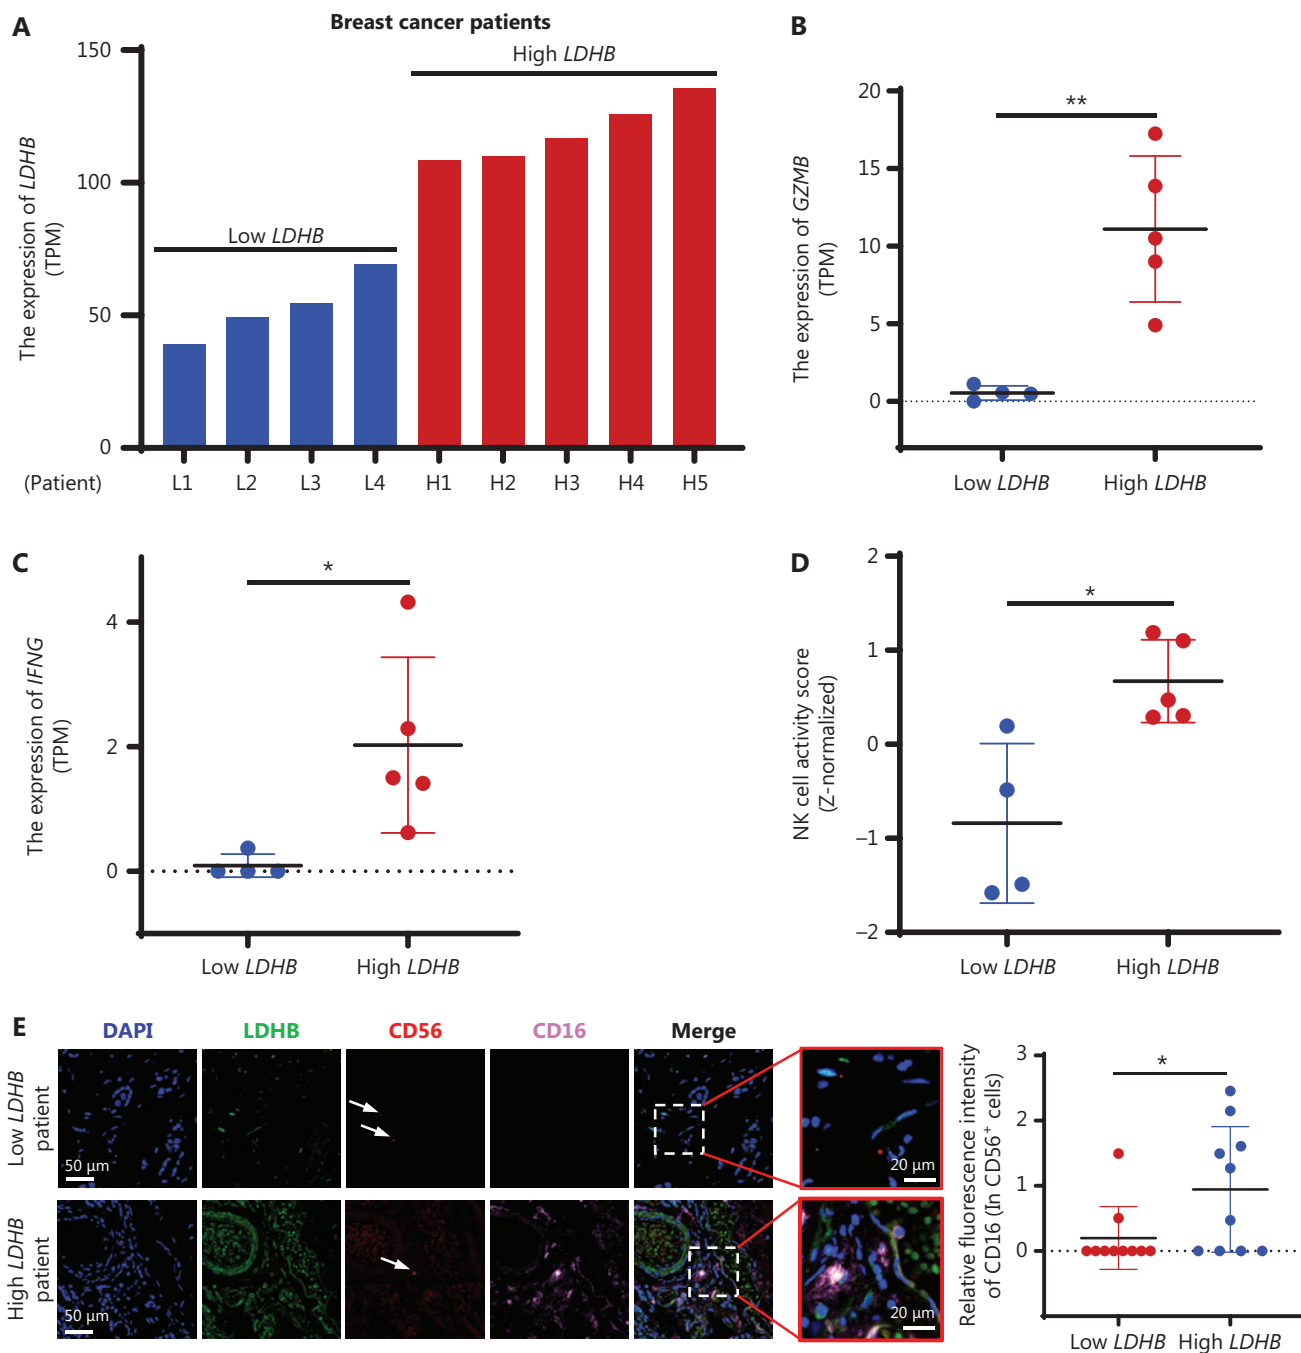 A
Breast cancer patients
150
100
50
0
The expression of LDHB
(TPM)
Low LDHB
High LDHB
(Patient)
L1 L2 L3 L4 H1 H2 H3 H4 H5
B
20
15
10
5
0
The expression of GZMB
(TPM)
**
Low LDHB High LDHB
C
4
2
0
The expression of IFNG
(TPM)
*
Low LDHB High LDHB
D
2
1
0
−1
−2
NK cell activity score
(Z-normalized)
*
Low LDHB High LDHB
E
DAPI LDHB CD56 CD16 Merge
Low LDHB
patient
50 µm
20 µm
High LDHB
patient
50 µm
20 µm
3
2
1
0
Relative fluorescence intensity
of CD16 (In CD56⁺ cells)
*
Low LDHB High LDHB